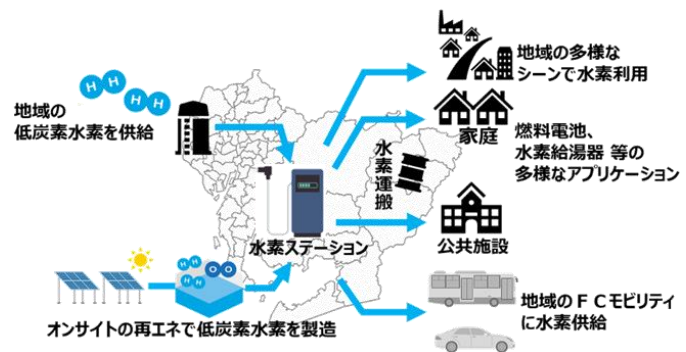 H H
H H
地域の
低炭素水素を供給
地域の多様な
シーンで水素利用
家庭
燃料電池、
水素給湯器 等の
多様なアプリケーション
水素運搬
水素ステーション
公共施設
H H
H H
O O
オンサイトの再エネで低炭素水素を製造
地域のＦＣモビリティ
に水素供給